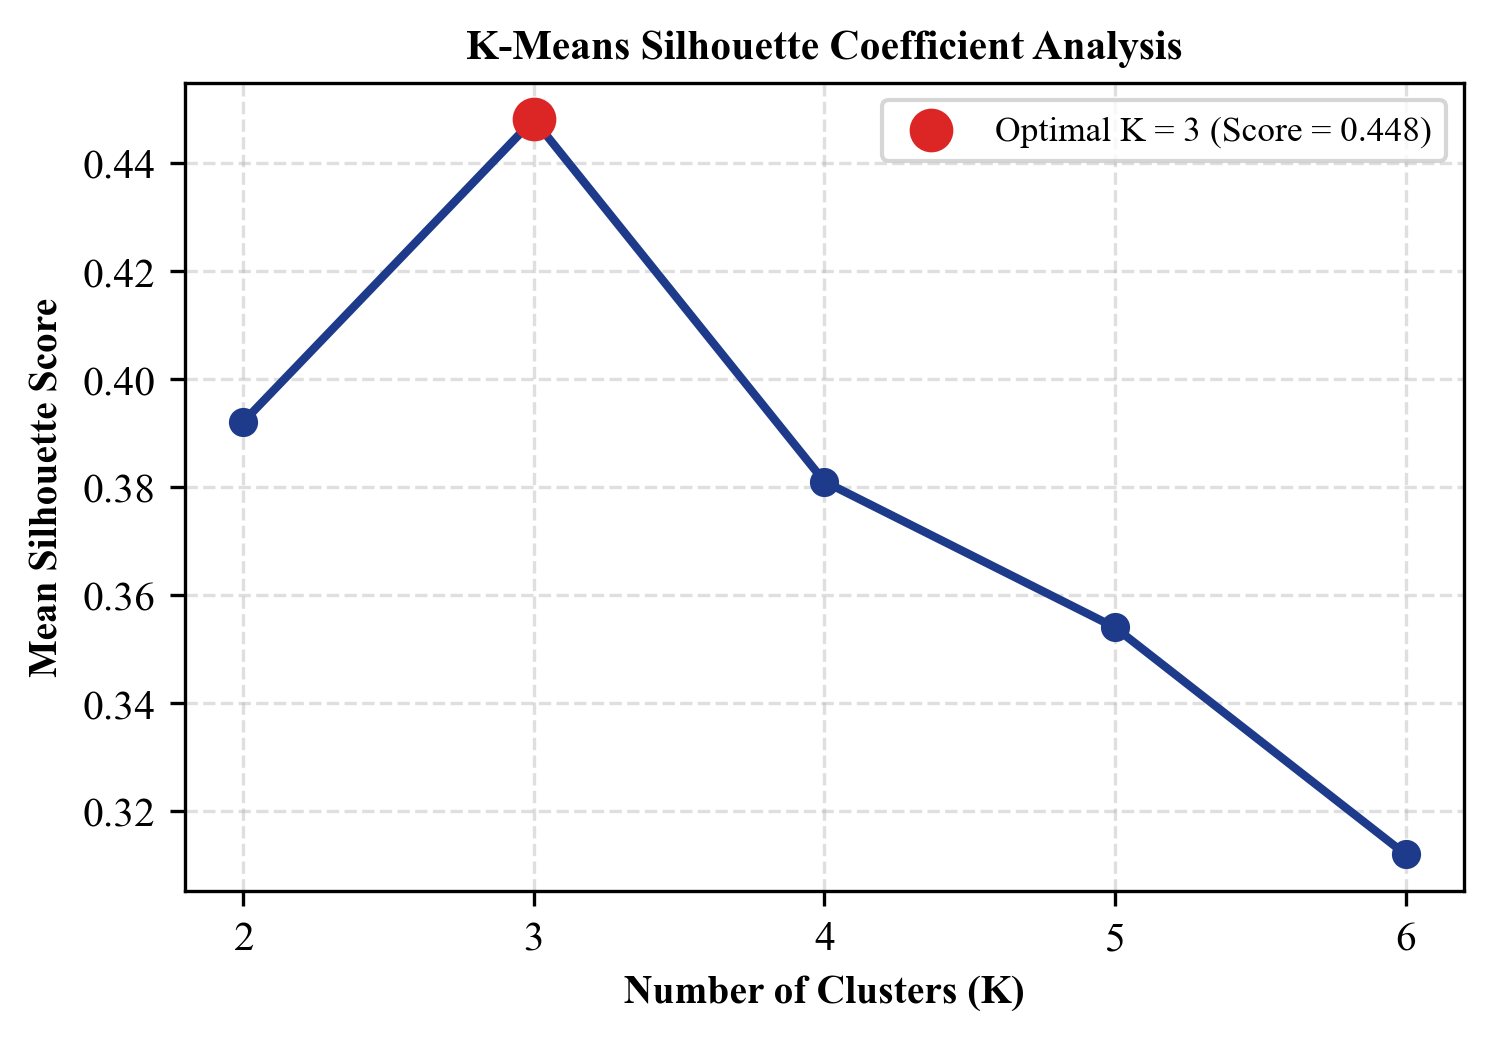 K-Means Silhouette Coefficient Analysis
Optimal K = 3 (Score = 0.448)
Mean Silhouette Score
0.44
0.42
0.40
0.38
0.36
0.34
0.32
2 3 4 5 6
Number of Clusters (K)